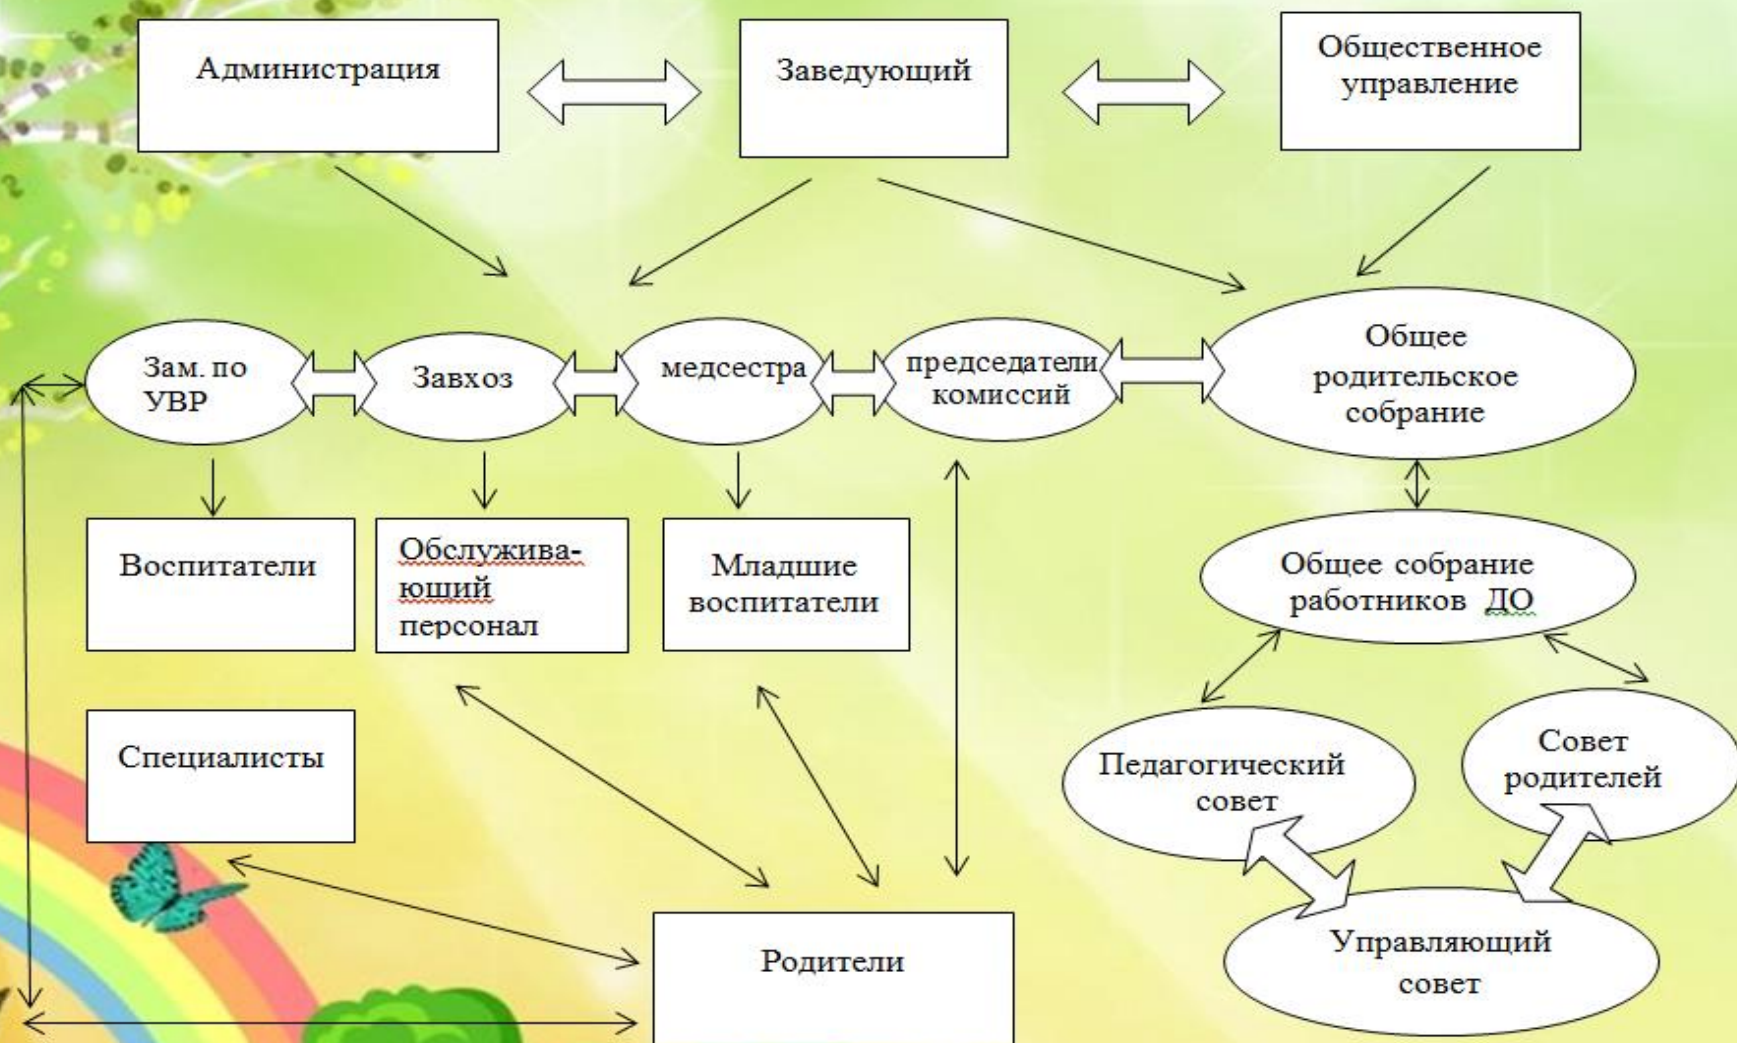 Администрация
Заведующий
Общественное
управление
Зам. по
УВР
Завхоз
медсестра
председатели
комиссий
Общее
родительское
собрание
Воспитатели
Обслужива-
юший
персонал
Младшие
воспитатели
Общее собрание
работников ДО
Специалисты
Педагогический
совет
Совет
родителей
Родители
Управляющий
совет